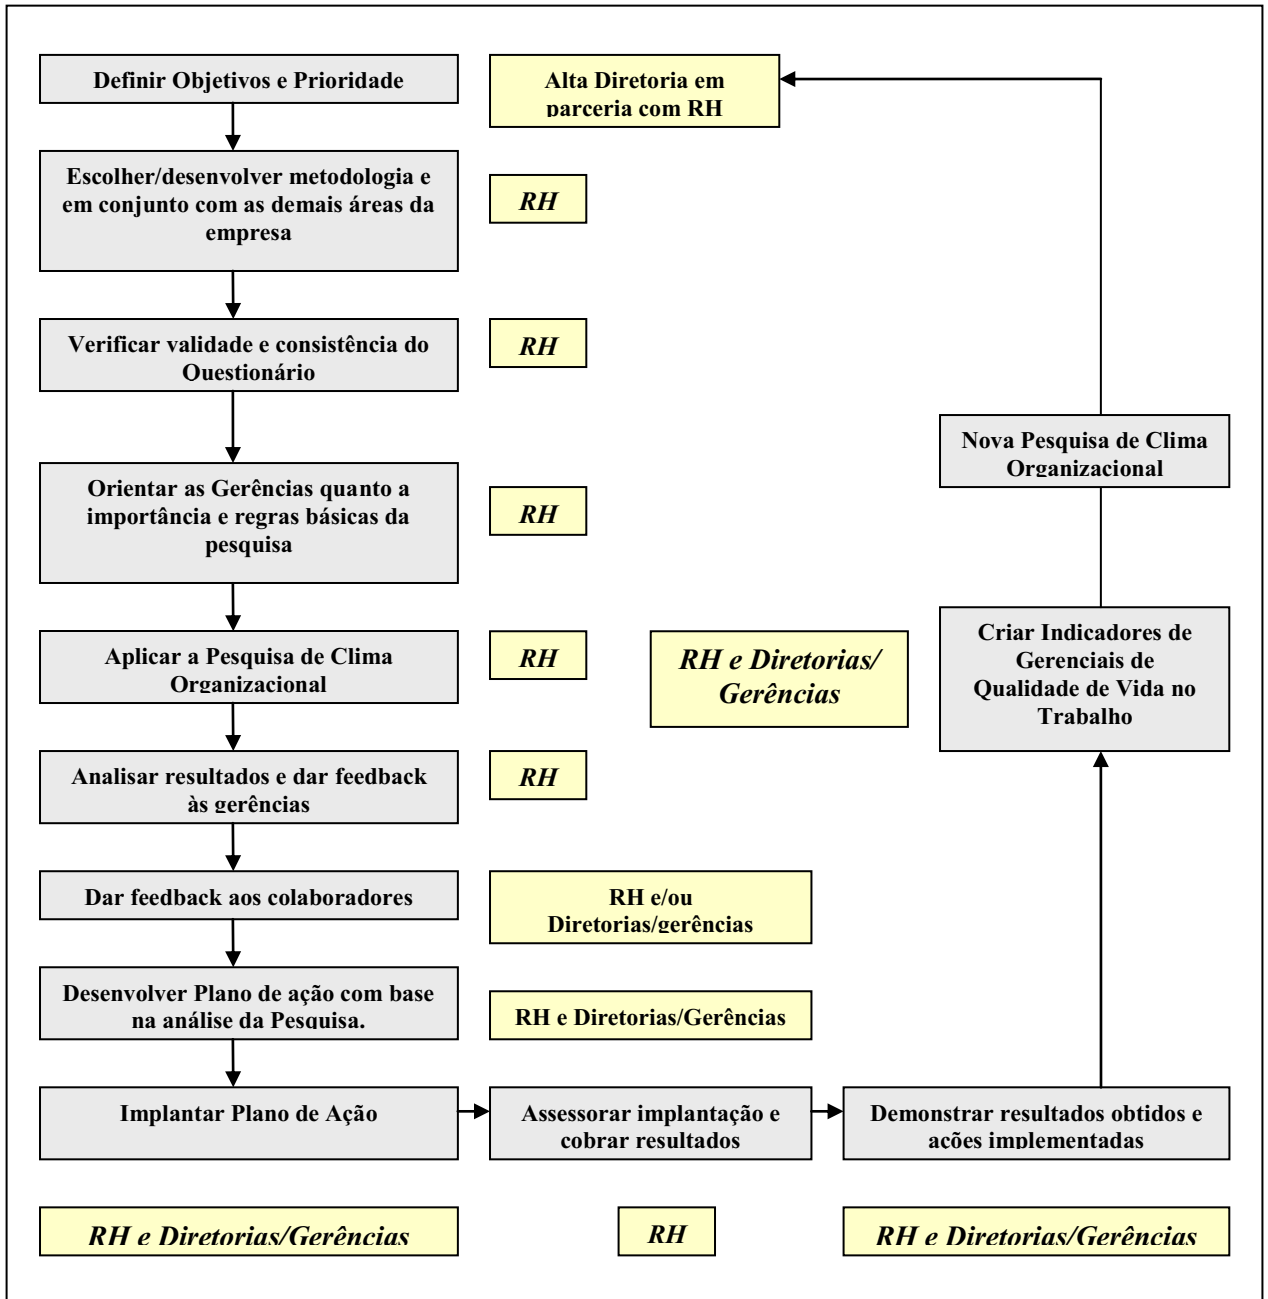 Definir Objetivos e Prioridade
Alta Diretoria em
parceria com RH
Escolher/desenvolver metodologia e
em conjunto com as demais áreas da
empresa
RH
Verificar validade e consistência do
Questionário
RH
Nova Pesquisa de Clima
Organizacional
Orientar as Gerências quanto a
importância e regras básicas da
pesquisa
RH
Aplicar a Pesquisa de Clima
Organizacional
RH
RH e Diretorias/
Gerências
Criar Indicadores de
Gerenciais de
Qualidade de Vida no
Trabalho
Analisar resultados e dar feedback
às gerências
RH
Dar feedback aos colaboradores
RH e/ou
Diretorias/gerências
Desenvolver Plano de ação com base
na análise da Pesquisa.
RH e Diretorias/Gerências
Implantar Plano de Ação
Assessorar implantação e
cobrar resultados
Demonstrar resultados obtidos e
ações implementadas
RH e Diretorias/Gerências
RH
RH e Diretorias/Gerências